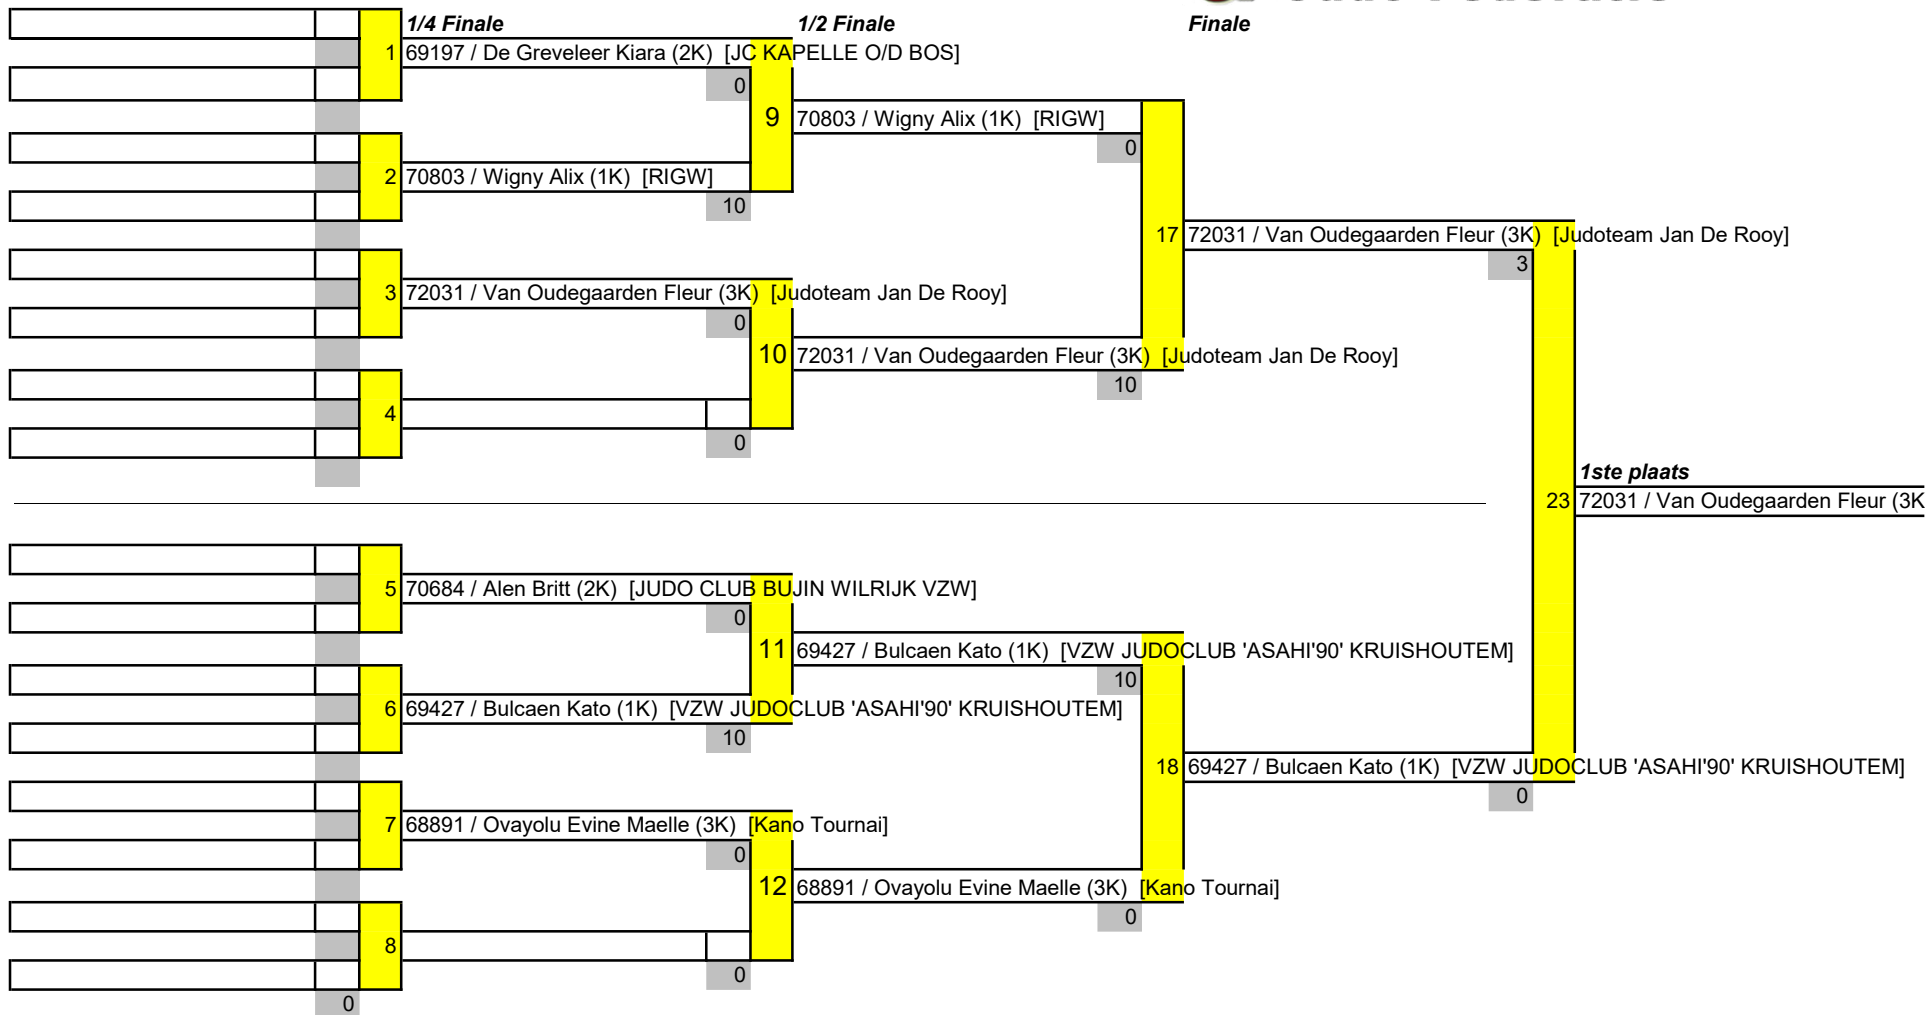 1/4 Finale 1/2 Finale Finale
1 69197 / De Greveleer Kiara (2K) [JC KAPELLE O/D BOS]
0
9 70803 / Wigny Alix (1K) [RIGW]
0
2 70803 / Wigny Alix (1K) [RIGW]
10
17 72031 / Van Oudegaarden Fleur (3K) [Judoteam Jan De Rooy]
3
3 72031 / Van Oudegaarden Fleur (3K) [Judoteam Jan De Rooy]
0
10 72031 / Van Oudegaarden Fleur (3K) [Judoteam Jan De Rooy]
10
4
0
1ste plaats
23 72031 / Van Oudegaarden Fleur (3K
5 70684 / Alen Britt (2K) [JUDO CLUB BUJIN WILRIJK VZW]
0
11 69427 / Bulcaen Kato (1K) [VZW JUDOCLUB 'ASAHI'90' KRUISHOUTEM]
10
6 69427 / Bulcaen Kato (1K) [VZW JUDOCLUB 'ASAHI'90' KRUISHOUTEM]
10
18 69427 / Bulcaen Kato (1K) [VZW JUDOCLUB 'ASAHI'90' KRUISHOUTEM]
0
7 68891 / Ovayolu Evine Maelle (3K) [Kano Tournai]
0
12 68891 / Ovayolu Evine Maelle (3K) [Kano Tournai]
0
8
0
0